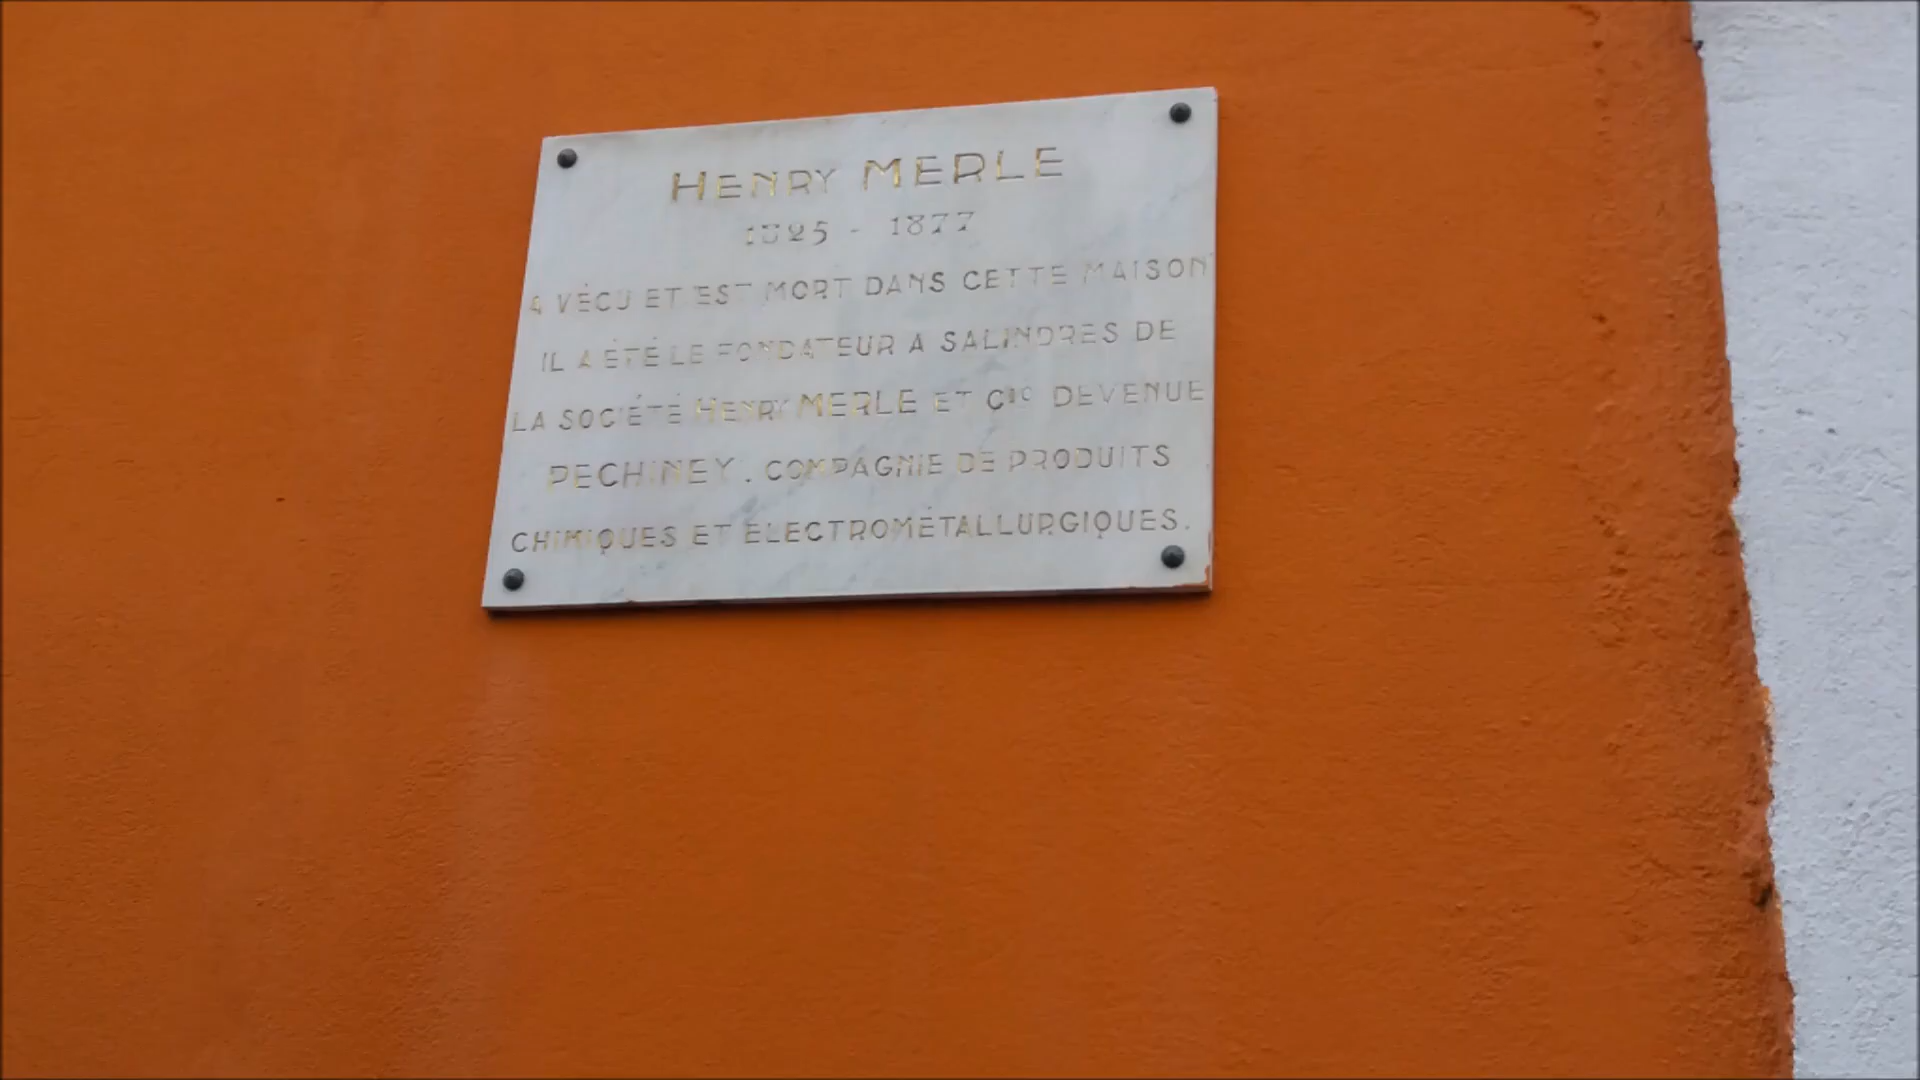 HENRY MERLE
1825 - 1877
A VÉCU ET EST MORT DANS CETTE MAISON
IL A ÉTÉ LE FONDATEUR A SALINDRES DE
LA SOCIÉTÉ HENRY MERLE ET CIE DEVENUE
PECHINEY. COMPAGNIE DE PRODUITS
CHIMIQUES ET ELECTROMÉTALLURGIQUES.